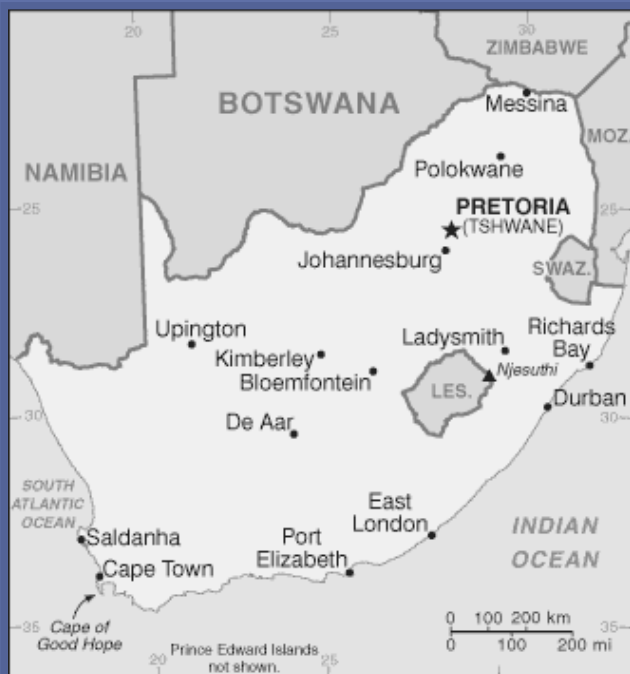 20
30
ZIMBABWE
BOTSWANA
Messina
MOZ.
Polokwane
NAMIBIA
25
PRETORIA
25
(TSHWANE)
Johannesburg
SWAZ.
Upington
Ladysmith
Richards
Bay
Kimberley
Bloemfontein
Njesuthi
LES.
Durban
De Aar
30
30
SOUTH
ATLANTIC
OCEAN
East
London
INDIAN
OCEAN
Saldanha
Port
Elizabeth
Cape Town
Cape of
Good Hope
0 100 200 km
0 100 200 mi
35
35
Prince Edward Islands
not shown.
20
25